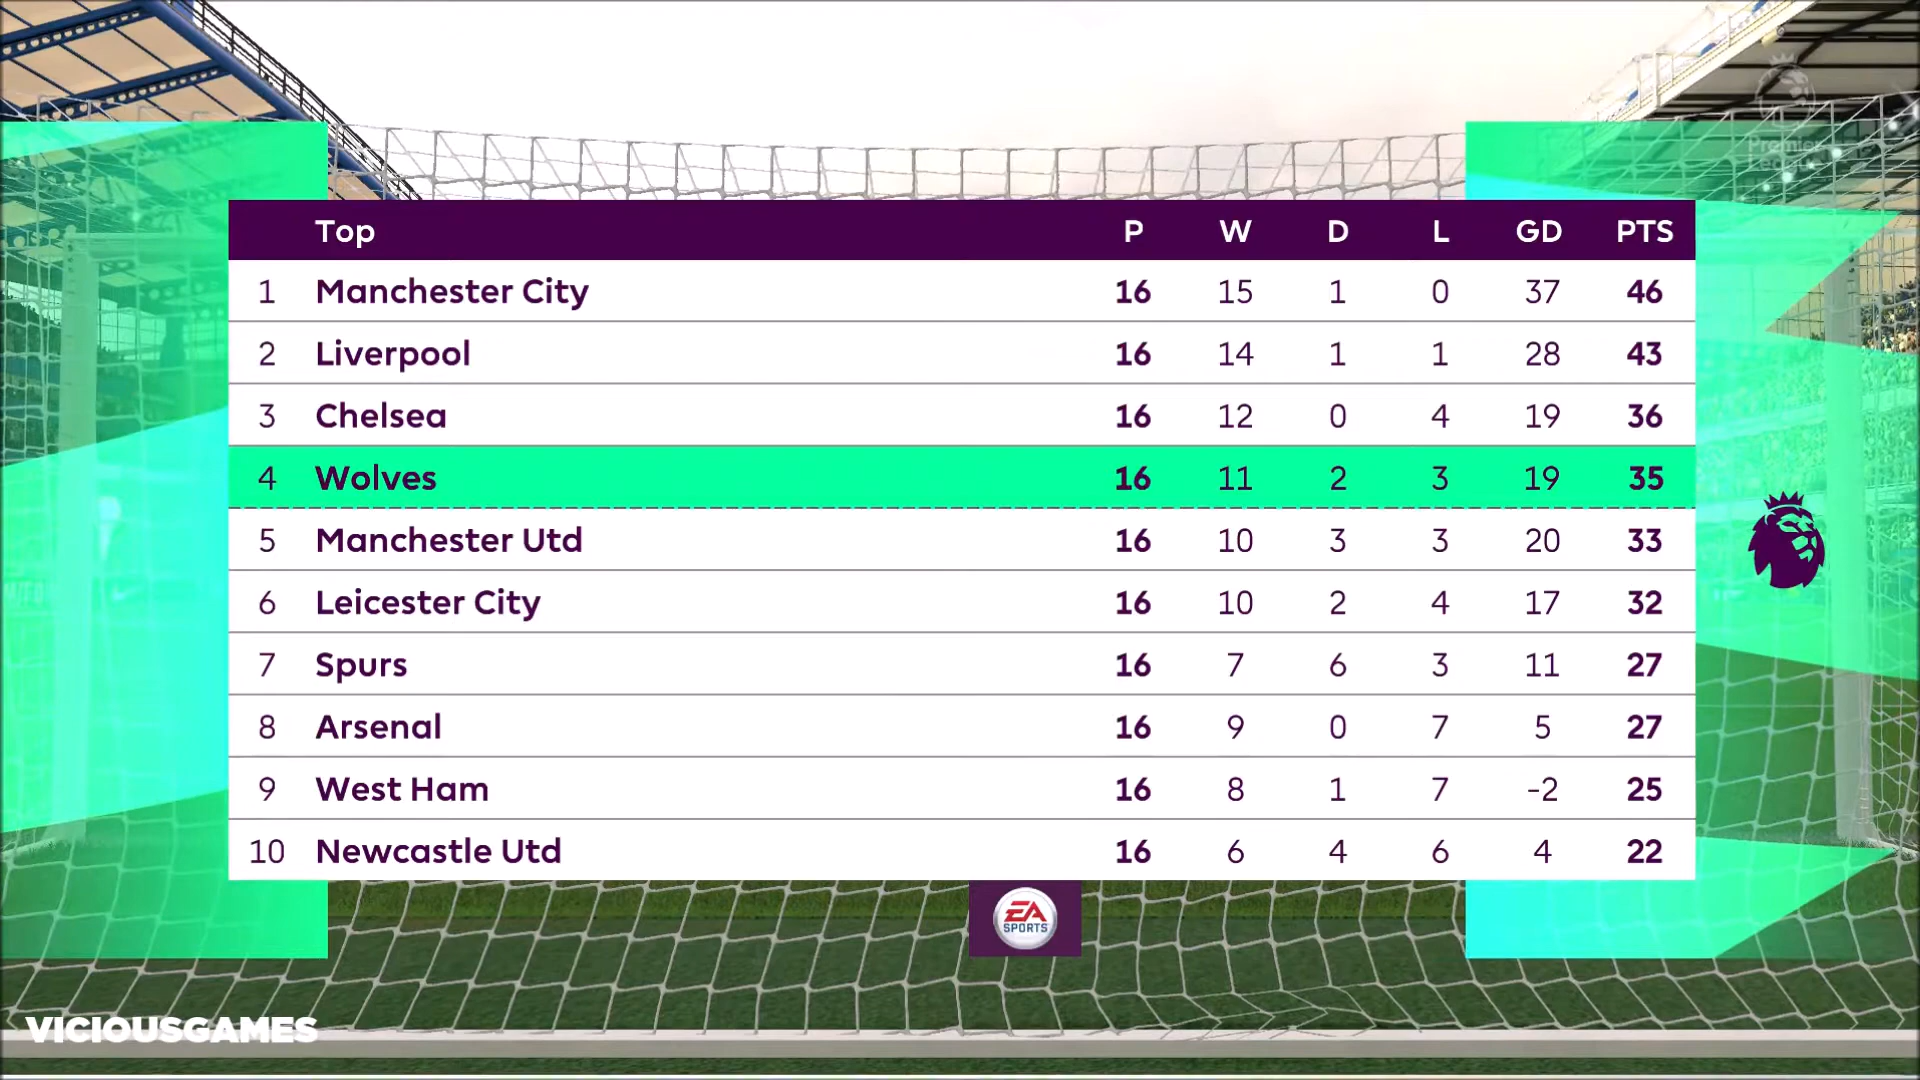 Premier
League
Top P W D L GD PTS
1 Manchester City 16 15 1 0 37 46
2 Liverpool 16 14 1 1 28 43
3 Chelsea 16 12 0 4 19 36
4 Wolves 16 11 2 3 19 35
5 Manchester Utd 16 10 3 3 20 33
6 Leicester City 16 10 2 4 17 32
7 Spurs 16 7 6 3 11 27
8 Arsenal 16 9 0 7 5 27
9 West Ham 16 8 1 7 -2 25
10 Newcastle Utd 16 6 4 6 4 22
EA
SPORTS
VICIOUSGAMES